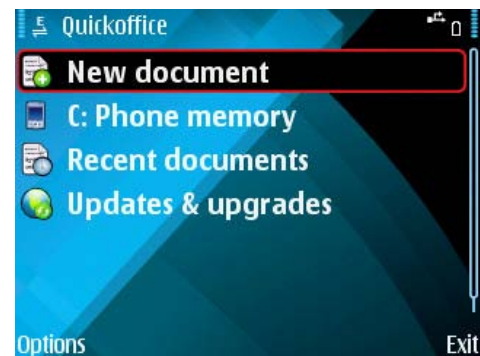 E Quickoffice
New document
C: Phone memory
Recent documents
Updates & upgrades
Options Exit